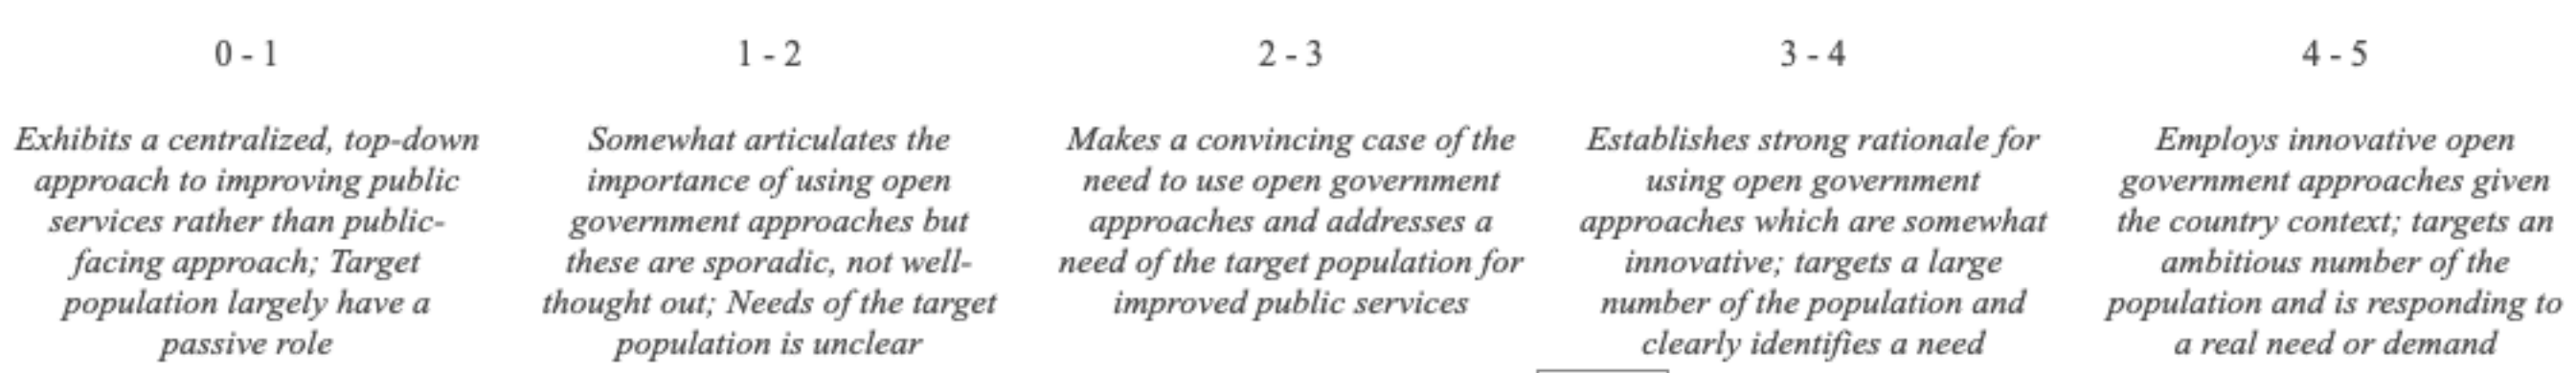 0 - 1
Exhibits a centralized, top-down
approach to improving public
services rather than public-
facing approach; Target
population largely have a
passive role
1 - 2
Somewhat articulates the
importance of using open
government approaches but
these are sporadic, not well-
thought out; Needs of the target
population is unclear
2 - 3
Makes a convincing case of the
need to use open government
approaches and addresses a
need of the target population for
improved public services
3 - 4
Establishes strong rationale for
using open government
approaches which are somewhat
innovative; targets a large
number of the population and
clearly identifies a need
4 - 5
Employs innovative open
government approaches given
the country context; targets an
ambitious number of the
population and is responding to
a real need or demand